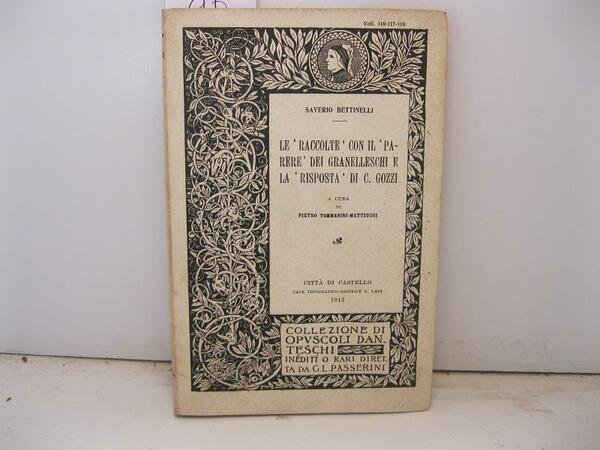 Voll. 116-117-118
SAVERIO BETTINELLI
LE 'RACCOLTE' CON IL 'PA-
RERE' DEI GRANELLESCHI E
LA 'RISPOSTA' DI C. GOZZI
A CURA
DI
PIETRO TOMMASINI-MATTIUCCI
CITTÀ DI CASTELLO
CASA TIPOGRAFICO-EDITRICE S. LAPI
1912
COLLEZIONE DI
OPVSCOLI DAN-
TESCHI
INEDITI O RARI DIRET
TA DA G. L. PASSERINI